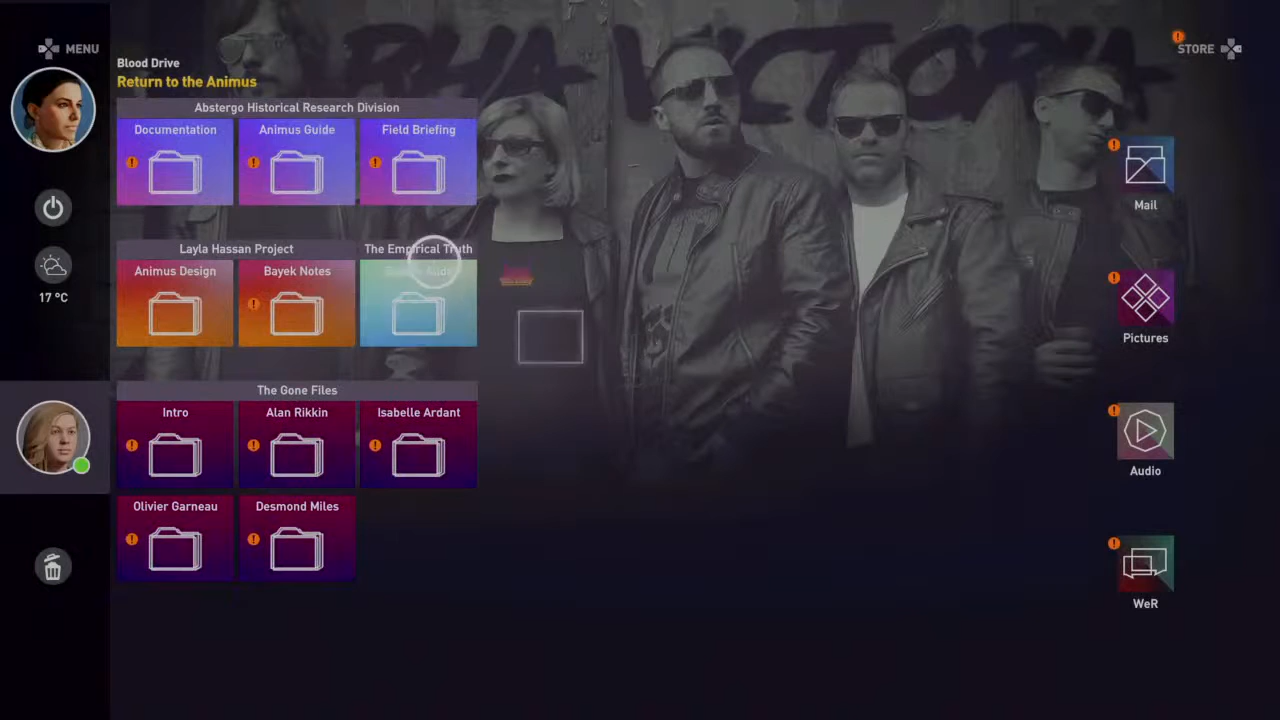 MENU
STORE
Blood Drive
Return to the Animus
Abstergo Historical Research Division
Documentation
Animus Guide
Field Briefing
Layla Hassan Project
The Empirical Truth
Animus Design
Bayek Notes
The Gone Files
Intro
Alan Rikkin
Isabelle Ardant
Olivier Garneau
Desmond Miles
17 °C
Mail
Pictures
Audio
WeR
VICTORY